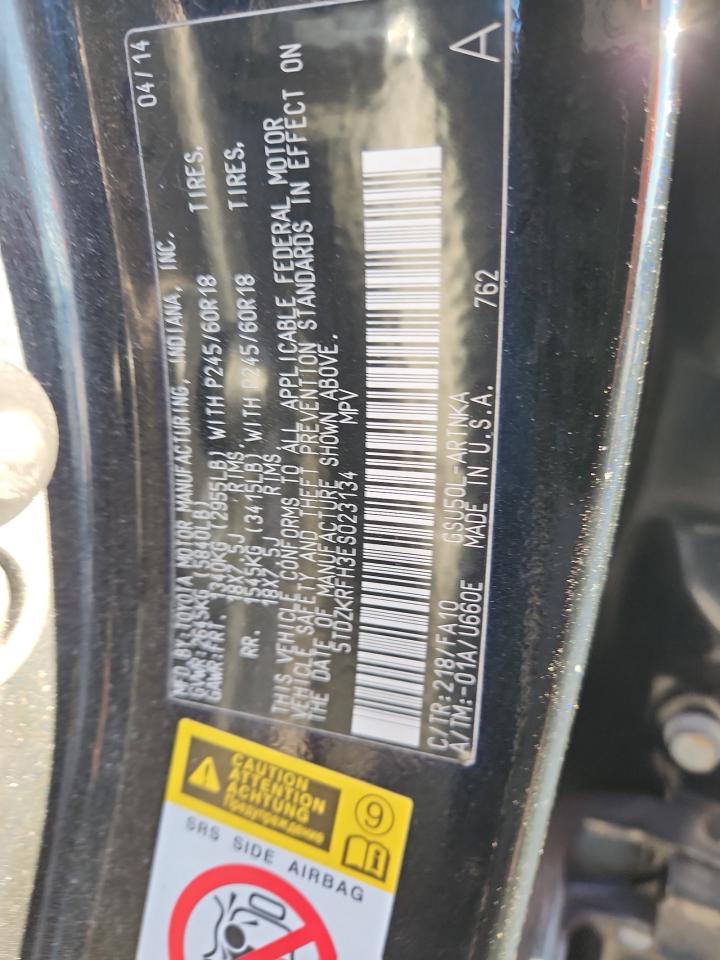 MFD.BY:TOYOTA MOTOR MANUFACTURING, INDIANA, INC. 04/14
GVWR:2645KG (5840LB)
GAWR:FRT. 1340KG (2955LB) WITH P245/60R18 TIRES,
18X7.5J RIMS,
RR. 1545KG (3415LB) WITH P245/60R18 TIRES,
18X7.5J RIMS,
THIS VEHICLE CONFORMS TO ALL APPLICABLE FEDERAL MOTOR
VEHICLE SAFETY AND THEFT PREVENTION STANDARDS IN EFFECT ON
THE DATE OF MANUFACTURE SHOWN ABOVE.
5TDZKRFH3ES023134 MPV
C/TR:218/FA10 GSU50L-ARTNKA 762 A
A/TM:-01A/U660E MADE IN U.S.A.
CAUTION
ATTENTION
ACHTUNG
Предупреждение
9
SRS SIDE AIRBAG